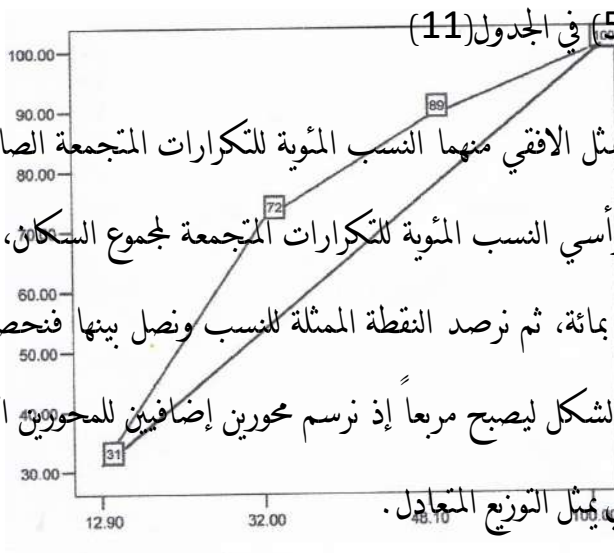 5) في الجدول(11)
100.00
90.00
89
يمثل الافقي منهما النسب المئوية للتكرارات المتجمعة
80.00
72
النسب المئوية للتكرارات المتجمعة لمجموع السكان،
60.00
بمائة، ثم نرصد النقطة الممثلة للنسب ونصل بينها
50.00
الشكل ليصبح مربعاً إذ نرسم محورين إضافيين للمحورين
40.00
31
30.00
يمثل التوزيع المتعادل.
12.90 32.00 48.10 100.00